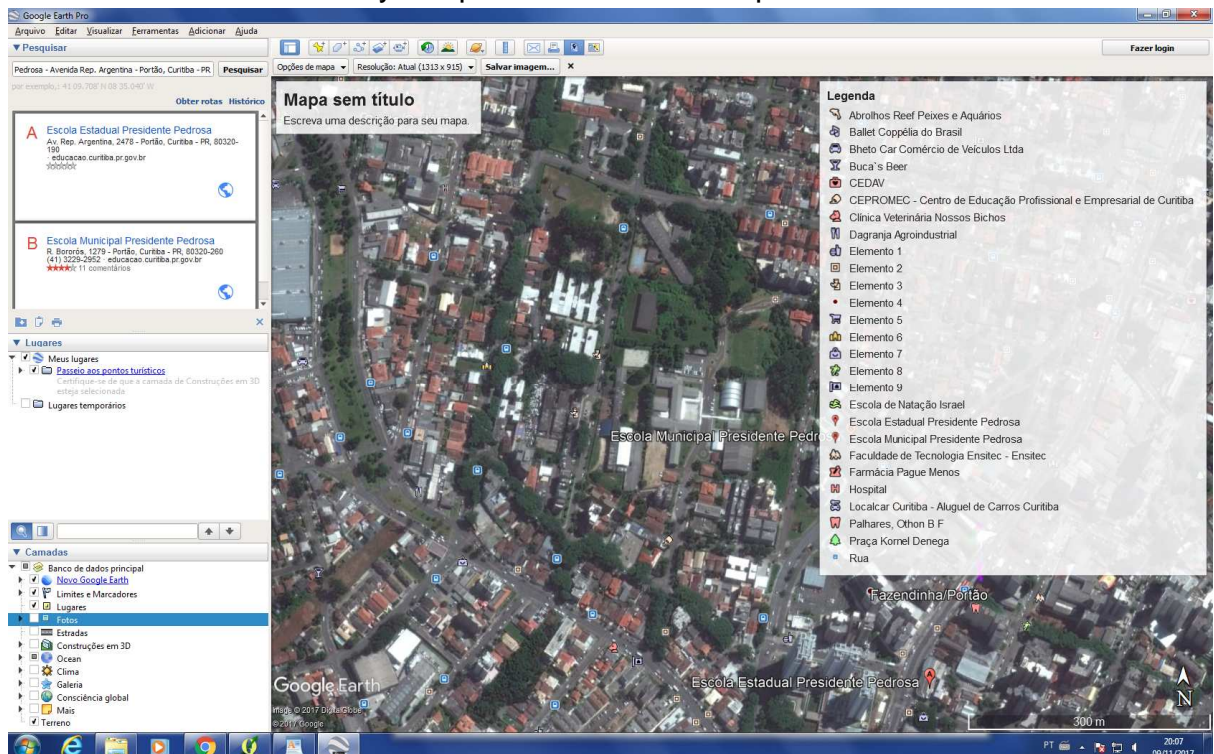 Google Earth Pro
Arquivo Editar Visualizar Ferramentas Adicionar Ajuda
Pesquisar
Pedrosa - Avenida Rep. Argentina - Portão, Curitiba - PR
Pesquisar
por exemplo,: 41 09.708' N 08 35.040' W
Obter rotas Histórico
A Escola Estadual Presidente Pedrosa
Av. Rep. Argentina, 2478 - Portão, Curitiba - PR, 80320-
190
· educacao.curitiba.pr.gov.br
B Escola Municipal Presidente Pedrosa
R. Bororós, 1279 - Portão, Curitiba - PR, 80320-260
(41) 3229-2952 · educacao.curitiba.pr.gov.br
11 comentários
Lugares
Meus lugares
Passeio aos pontos turísticos
Certifique-se de que a camada de Construções em 3D
esteja selecionada.
Lugares temporários
Camadas
Banco de dados principal
Novo Google Earth
Limites e Marcadores
Lugares
Fotos
Estradas
Construções em 3D
Ocean
Clima
Galeria
Consciência global
Mais
Terreno
Fazer login
Opções de mapa Resolução: Atual (1313 x 915) Salvar imagem...
Mapa sem título
Escreva uma descrição para seu mapa.
Legenda
Abrolhos Reef Peixes e Aquários
Ballet Coppélia do Brasil
Bheto Car Comércio de Veículos Ltda
Buca`s Beer
CEDAV
CEPROMEC - Centro de Educação Profissional e Empresarial de Curitiba
Clínica Veterinária Nossos Bichos
Dagranja Agroindustrial
Elemento 1
Elemento 2
Elemento 3
Elemento 4
Elemento 5
Elemento 6
Elemento 7
Elemento 8
Elemento 9
Escola de Natação Israel
Escola Estadual Presidente Pedrosa
Escola Municipal Presidente Pedrosa
Faculdade de Tecnologia Ensitec - Ensitec
Farmácia Pague Menos
Hospital
Localcar Curitiba - Aluguel de Carros Curitiba
Palhares, Othon B F
Praça Kornel Denega
Rua
Escola Municipal Presidente Pedro
Fazendinha/Portão
Escola Estadual Presidente Pedrosa
A
Google Earth
Image © 2017 DigitalGlobe
© 2017 Google
N
300 m
PT
20:07
09/11/2017